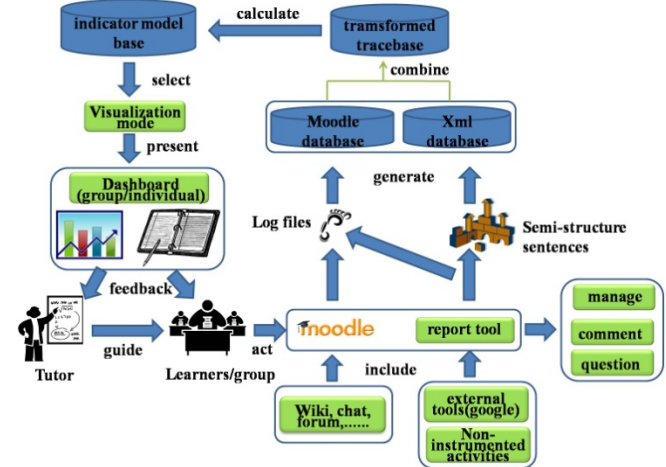 calculate
indicator model
base
tramsformed
tracebase
combine
select
Visualization
mode
Moodle
database
Xml
database
present
generate
Dashboard
(group/individual)
Log files
Semi-structure
sentences
feedback
manage
moodle
report tool
comment
guide
act
question
Tutor
Learners/group
include
Wiki, chat,
forum,......
external
tools(google)
Non-
instrumented
activities